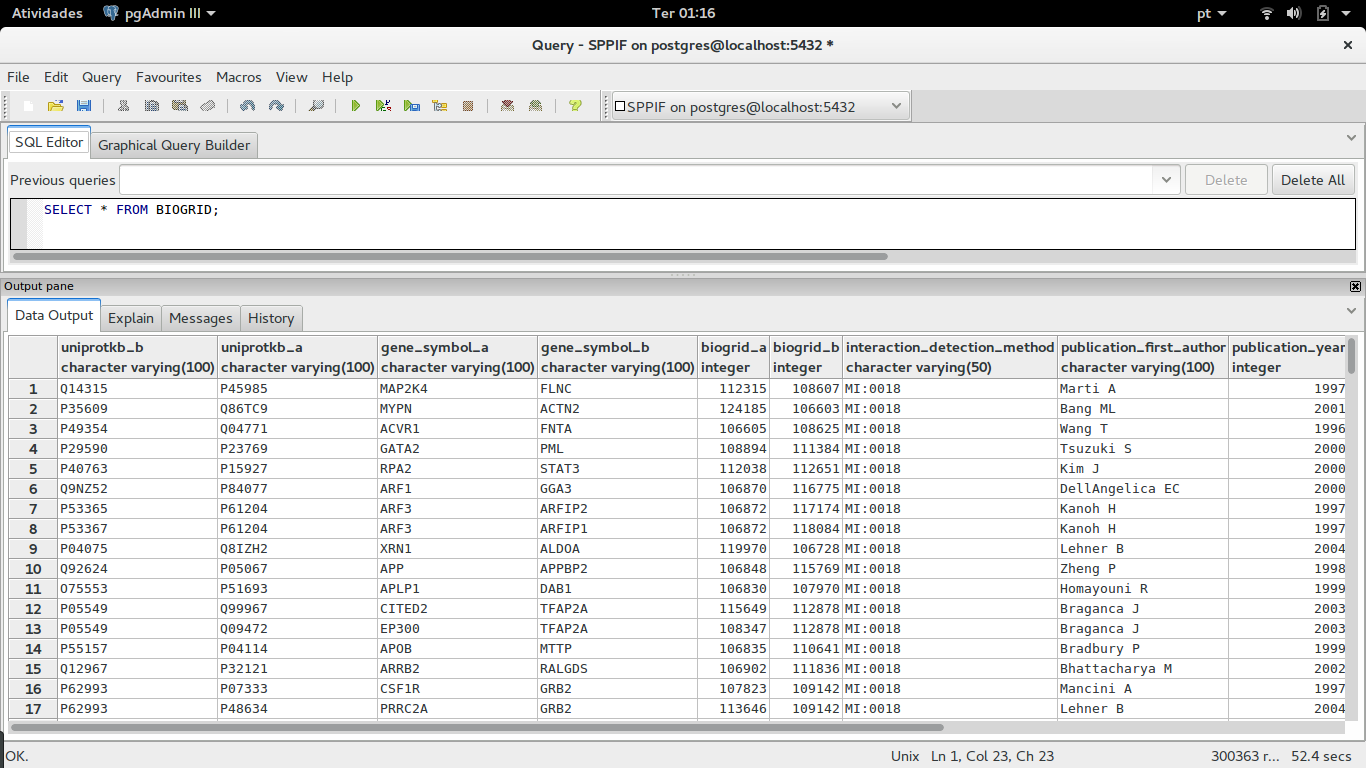 Atividades pgAdmin III Ter 01:16 pt
Query - SPPIF on postgres@localhost:5432 *
File Edit Query Favourites Macros View Help
SPPIF on postgres@localhost:5432
SQL Editor Graphical Query Builder
Previous queries Delete Delete All
SELECT * FROM BIOGRID;
Output pane
Data Output Explain Messages History
uniprotkb_b uniprotkb_a gene_symbol_a gene_symbol_b biogrid_a biogrid_b interaction_detection_method publication_first_author publication_year
character varying(100) character varying(100) character varying(100) character varying(100) integer integer character varying(50) character varying(100) integer
1 Q14315 P45985 MAP2K4 FLNC 112315 108607 MI:0018 Marti A 1997
2 P35609 Q86TC9 MYPN ACTN2 124185 106603 MI:0018 Bang ML 2001
3 P49354 Q04771 ACVR1 FNTA 106605 108625 MI:0018 Wang T 1996
4 P29590 P23769 GATA2 PML 108894 111384 MI:0018 Tsuzuki S 2000
5 P40763 P15927 RPA2 STAT3 112038 112651 MI:0018 Kim J 2000
6 Q9NZ52 P84077 ARF1 GGA3 106870 116775 MI:0018 DellAngelica EC 2000
7 P53365 P61204 ARF3 ARFIP2 106872 117174 MI:0018 Kanoh H 1997
8 P53367 P61204 ARF3 ARFIP1 106872 118084 MI:0018 Kanoh H 1997
9 P04075 Q8IZH2 XRN1 ALDOA 119970 106728 MI:0018 Lehner B 2004
10 Q92624 P05067 APP APPBP2 106848 115769 MI:0018 Zheng P 1998
11 O75553 P51693 APLP1 DAB1 106830 107970 MI:0018 Homayouni R 1999
12 P05549 Q99967 CITED2 TFAP2A 115649 112878 MI:0018 Braganca J 2003
13 P05549 Q09472 EP300 TFAP2A 108347 112878 MI:0018 Braganca J 2003
14 P55157 P04114 APOB MTTP 106835 110641 MI:0018 Bradbury P 1999
15 Q12967 P32121 ARRB2 RALGDS 106902 111836 MI:0018 Bhattacharya M 2002
16 P62993 P07333 CSF1R GRB2 107823 109142 MI:0018 Mancini A 1997
17 P62993 P48634 PRRC2A GRB2 113646 109142 MI:0018 Lehner B 2004
OK. Unix Ln 1, Col 23, Ch 23 300363 r... 52.4 secs